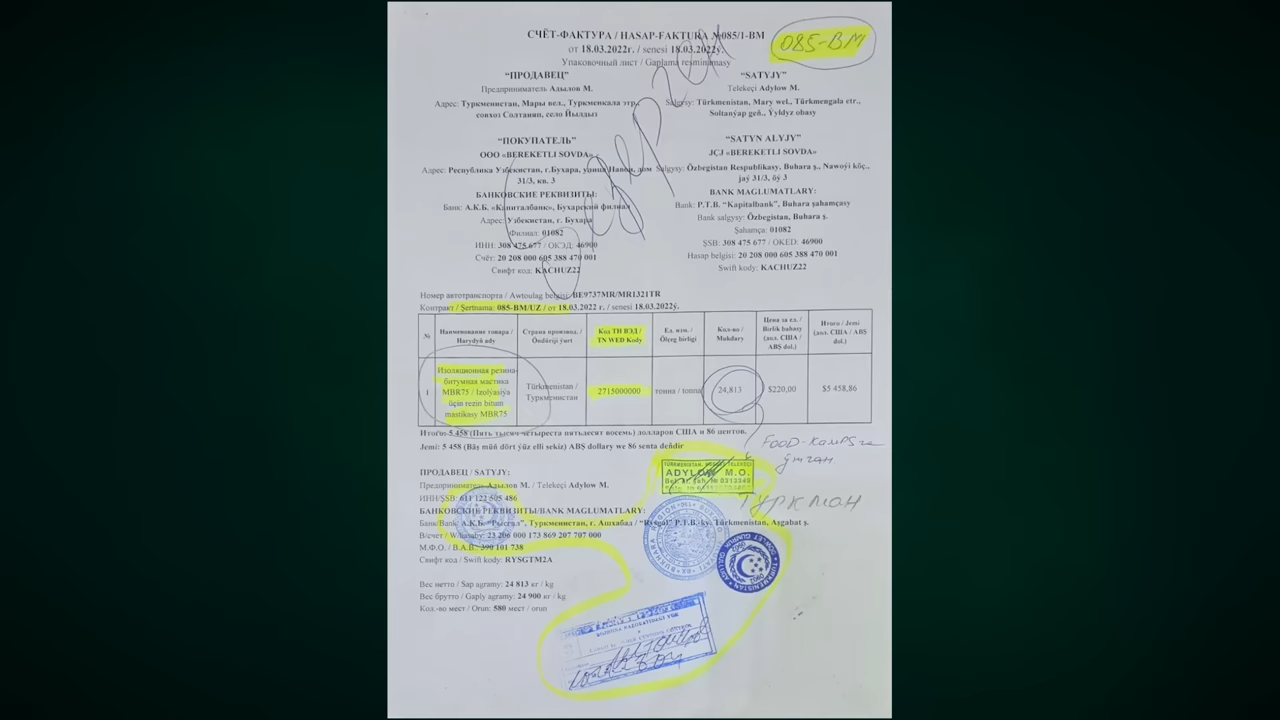 СЧЁТ-ФАКТУРА / HASAP-FAKTURA №085/1-BM
от 18.03.2022г. / senesi 18.03.2022ý.
Упаковочный лист / Gaplama resminamasy
085-BM
“ПРОДАВЕЦ”
Предприниматель Адылов М.
Адрес: Туркменистан, Мары вел., Туркменкала этр.,
совхоз Солтаняп, село Йылдыз
“SATYJY”
Telekeçi Adylow M.
Salgysy: Türkmenistan, Mary wel., Türkmengala etr.,
Soltanýap geň., Ýyldyz obasy
“ПОКУПАТЕЛЬ”
ООО «BEREKETLI SOVDA»
Адрес: Республика Узбекистан, г.Бухара, улица Навои, дом
31/3, кв. 3
БАНКОВСКИЕ РЕКВИЗИТЫ:
Банк: А.К.Б. «Капиталбанк», Бухарский филиал
Адрес: Узбекистан, г. Бухара
Филиал: 01082
ИНН: 308 475 677 / ОКЭД: 46900
Счёт: 20 208 000 605 388 470 001
Свифт код: KACHUZ22
“SATYN ALYJY”
JÇJ «BEREKETLI SOVDA»
Salgysy: Özbegistan Respublikasy, Buhara ş., Nawoýi köç.,
jaý 31/3, öý 3
BANK MAGLUMATLARY:
Bank: P.T.B. “Kapitalbank”, Buhara şahamçasy
Bank salgysy: Özbegistan, Buhara ş.
Şahamça: 01082
ŞSB: 308 475 677 / OKED: 46900
Hasap belgisi: 20 208 000 605 388 470 001
Swift kody: KACHUZ22
Номер автотранспорта / Awtoulag belgisi: BE9737MR/MR1321TR
Контракт / Şertnama: 085-BM/UZ / от 18.03.2022 г. / senesi 18.03.2022ý.
№
Наименование товара /
Harydyň ady
Страна производ. /
Öndüriji ýurt
Код ТН ВЭД /
TN WED Kody
Ед. изм. /
Ölçeg birligi
Кол-во /
Mukdary
Цена за ед. /
Birlik bahasy
(дол. США /
ABŞ dol.)
Итого / Jemi
(дол. США / ABŞ
dol.)
1
Изоляционная резина-
битумная мастика
MBR75 / Izolýasiýa
üçin rezin bitum
mastikasy MBR75
Türkmenistan /
Туркменистан
2715000000
тонна / tonna
24,813
$220,00
$5 458,86
Итого: 5 458 (Пять тысяч четыреста пятьдесят восемь) долларов США и 86 центов.
Jemi: 5 458 (Bäş müň dört ýüz elli sekiz) ABŞ dollary we 86 senta deňdir
FOOD-
ПРОДАВЕЦ / SATYJY:
Предприниматель Адылов М. / Telekeçi Adylow M.
ИНН/ŞSB: 611 122 505 486
БАНКОВСКИЕ РЕКВИЗИТЫ/BANK MAGLUMATLARY:
Банк/Bank: А.К.Б. “Рысгал”, Туркменистан, г. Ашхабад / “Rysgal” P.T.B.-ky, Türkmenistan, Aşgabat ş.
В/счет / W/hasaby: 23 206 000 173 869 207 707 000
М.Ф.О. / B.A.B.: 390 101 738
Свифт код / Swift kody: RYSGTM2A
ADYLOW M.O.
ТУРКМАН
Вес нетто / Sap agramy: 24 813 кг / kg
Вес брутто / Gaply agramy: 24 900 кг / kg
Кол.-во мест / Orun: 580 мест / orun